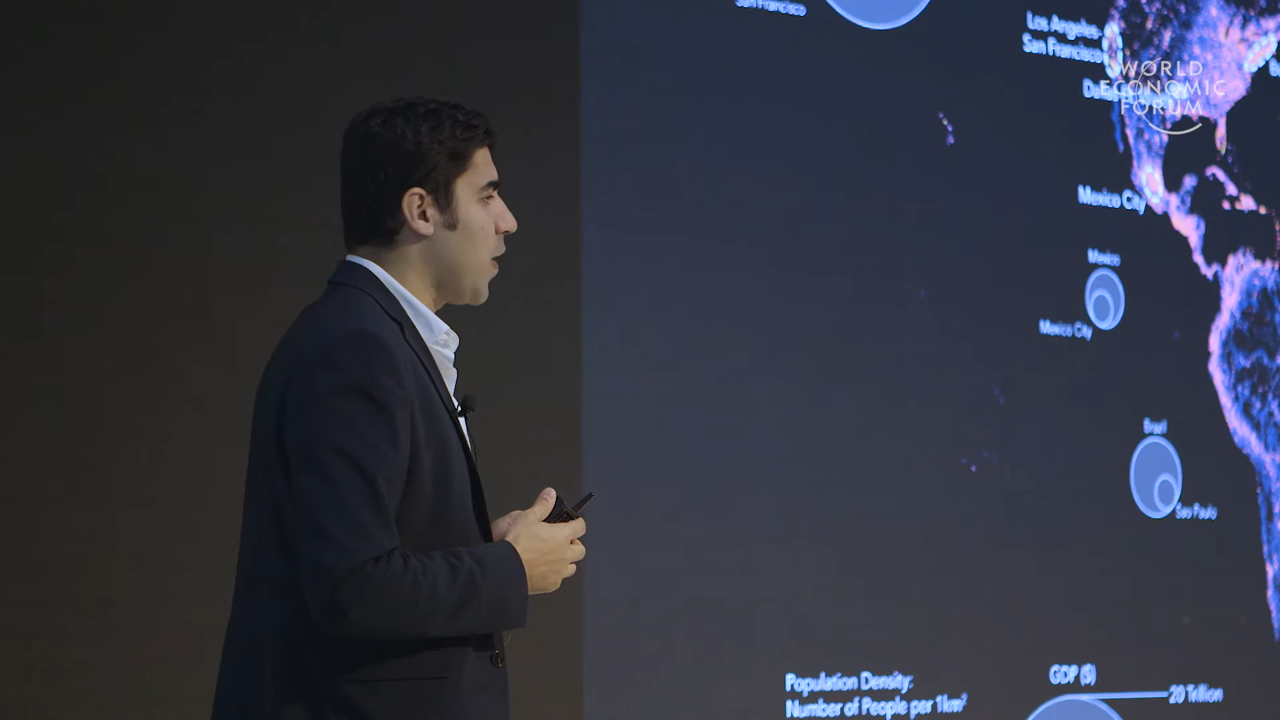 San Francisco
Los Angeles-
San Francisco
WORLD
ECONOMIC
FORUM
Mexico City
Mexico
Mexico City
Brazil
Sao Paulo
Population Density:
Number of People per 1km²
GDP ($)
20 Trillion